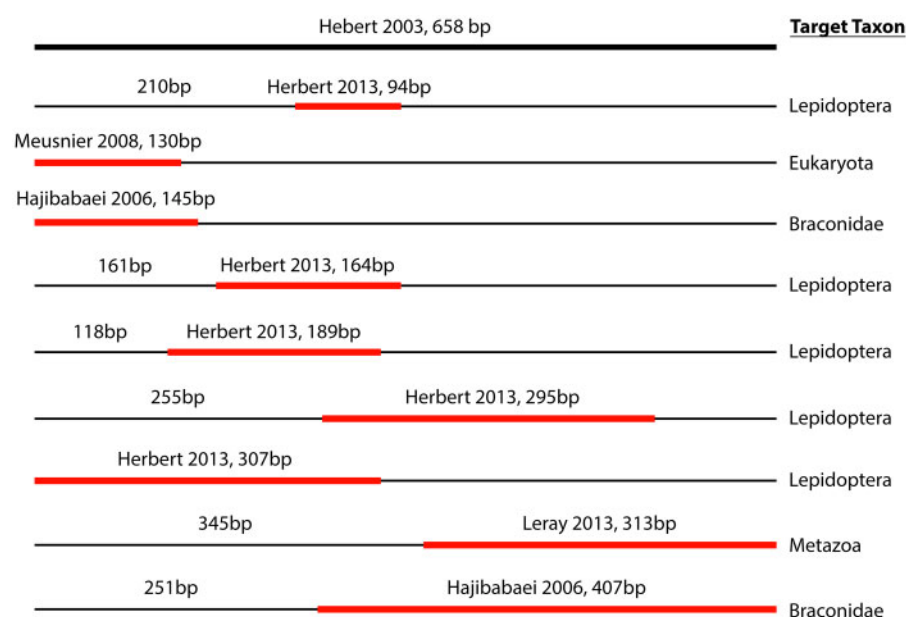 Hebert 2003, 658 bp Target Taxon
210bp Herbert 2013, 94bp Lepidoptera
Meusnier 2008, 130bp Eukaryota
Hajibabaei 2006, 145bp Braconidae
161bp Herbert 2013, 164bp Lepidoptera
118bp Herbert 2013, 189bp Lepidoptera
255bp Herbert 2013, 295bp Lepidoptera
Herbert 2013, 307bp Lepidoptera
345bp Leray 2013, 313bp Metazoa
251bp Hajibabaei 2006, 407bp Braconidae